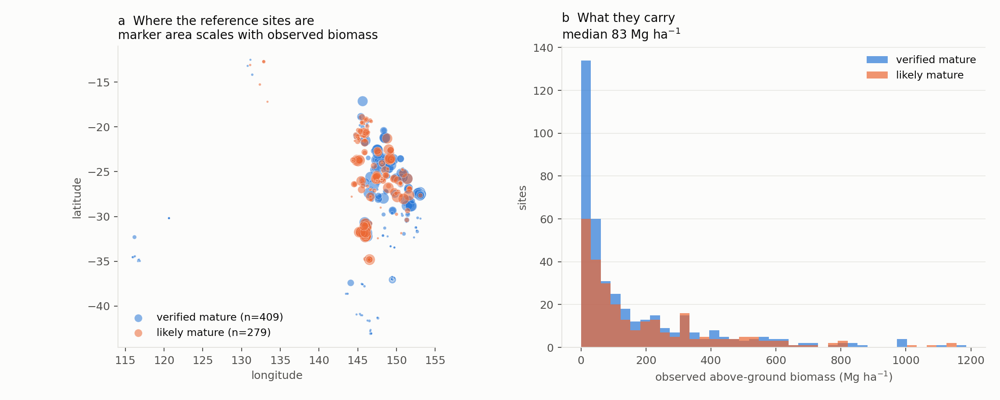 a  Where the reference sites are
marker area scales with observed biomass
latitude
−15
−20
−25
−30
−35
−40
verified mature (n=409)
likely mature (n=279)
115 120 125 130 135 140 145 150 155
longitude
b  What they carry
median 83 Mg ha⁻¹
sites
140
120
100
80
60
40
20
0
verified mature
likely mature
0 200 400 600 800 1000 1200
observed above-ground biomass (Mg ha⁻¹)